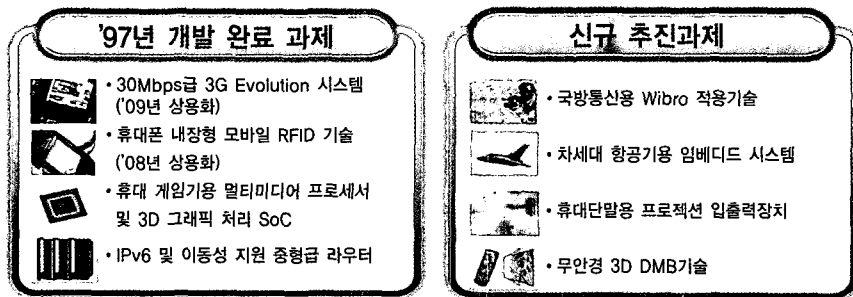 '97년 개발 완료 과제
• 30Mbps급 3G Evolution 시스템
('09년 상용화)
• 휴대폰 내장형 모바일 RFID 기술
('08년 상용화)
• 휴대 게임기용 멀티미디어 프로세서
및 3D 그래픽 처리 SoC
• IPv6 및 이동성 지원 중형급 라우터
신규 추진과제
• 국방통신용 Wibro 적용기술
• 차세대 항공기용 임베디드 시스템
• 휴대단말용 프로젝션 입출력장치
• 무안경 3D DMB기술